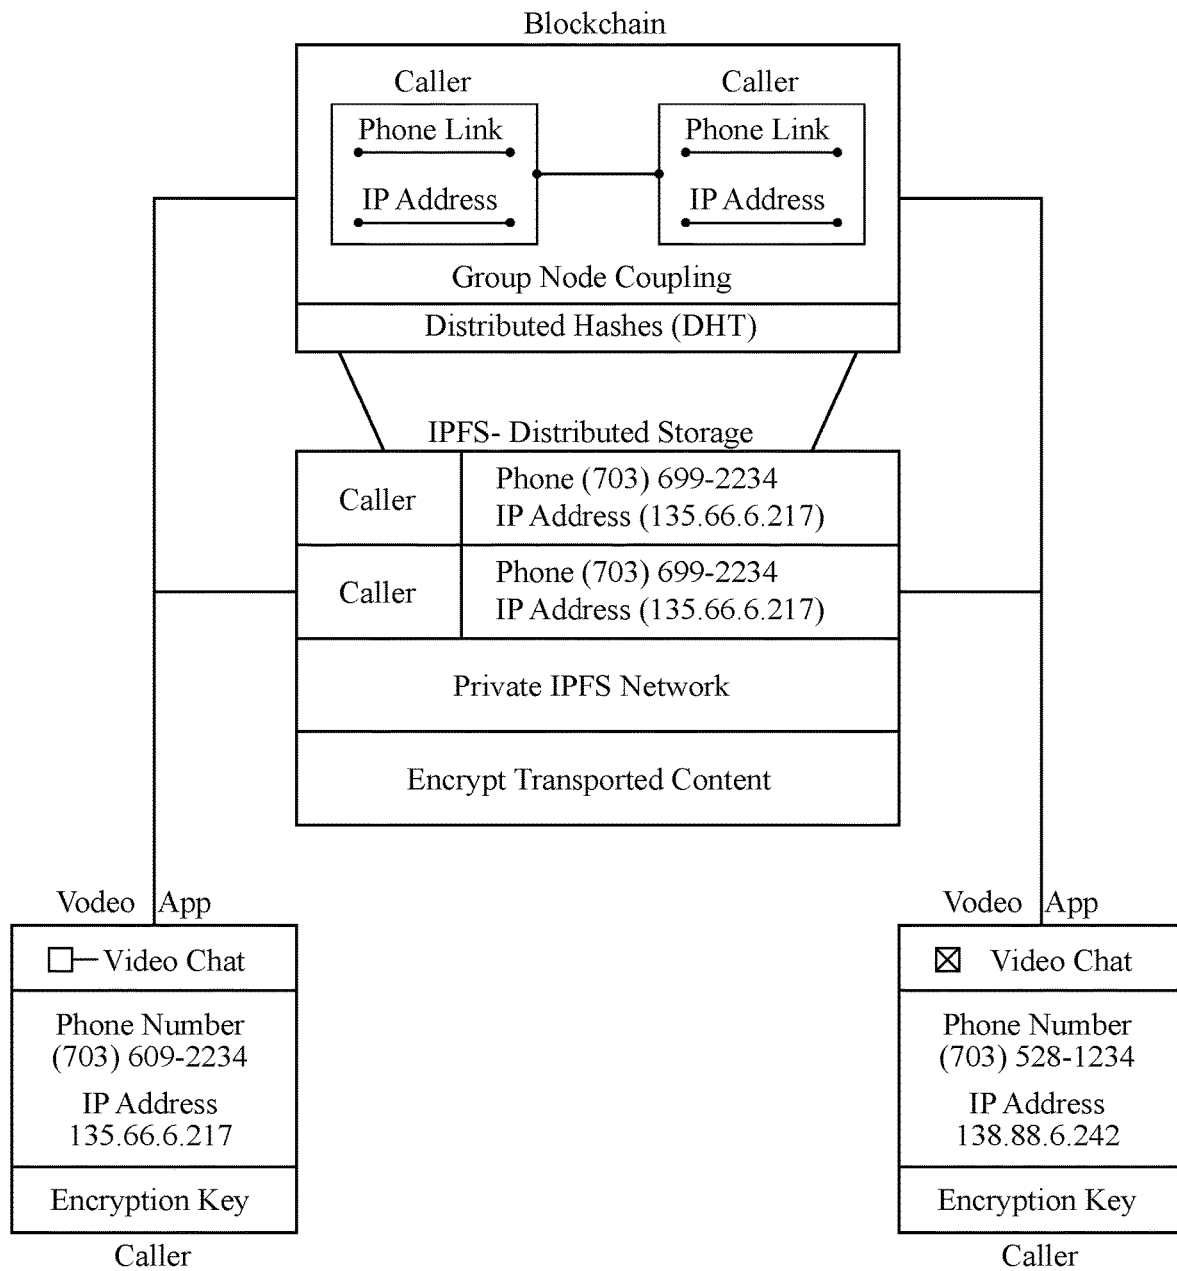 Blockchain
Caller
Caller
Phone Link
Phone Link
IP Address
IP Address
Group Node Coupling
Distributed Hashes (DHT)
IPFS- Distributed Storage
Caller
Phone (703) 699-2234
IP Address (135.66.6.217)
Caller
Phone (703) 699-2234
IP Address (135.66.6.217)
Private IPFS Network
Encrypt Transported Content
Vodeo App
Video Chat
Phone Number
(703) 609-2234
IP Address
135.66.6.217
Encryption Key
Caller
Vodeo App
Video Chat
Phone Number
(703) 528-1234
IP Address
138.88.6.242
Encryption Key
Caller